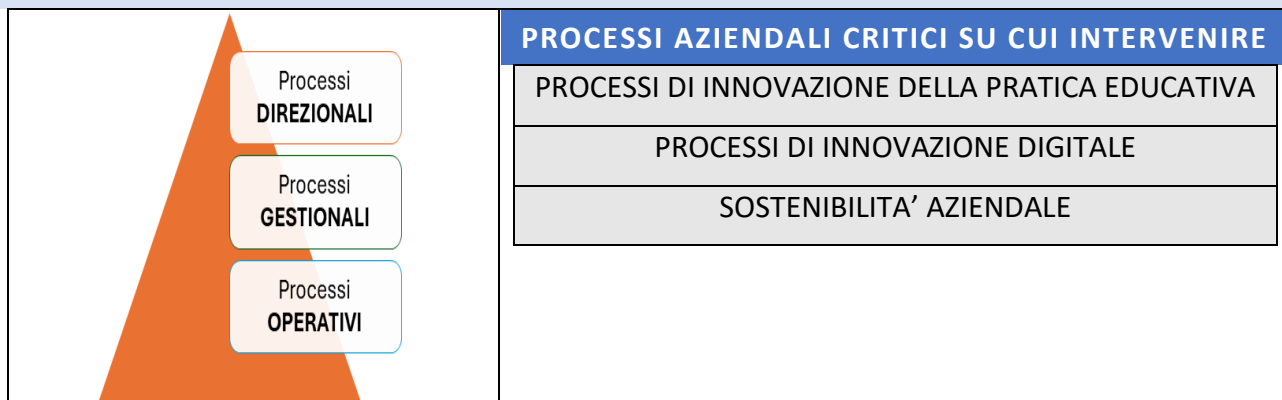 Processi
DIREZIONALI
Processi
GESTIONALI
Processi
OPERATIVI
PROCESSI AZIENDALI CRITICI SU CUI INTERVENIRE
PROCESSI DI INNOVAZIONE DELLA PRATICA EDUCATIVA
PROCESSI DI INNOVAZIONE DIGITALE
SOSTENIBILITA’ AZIENDALE